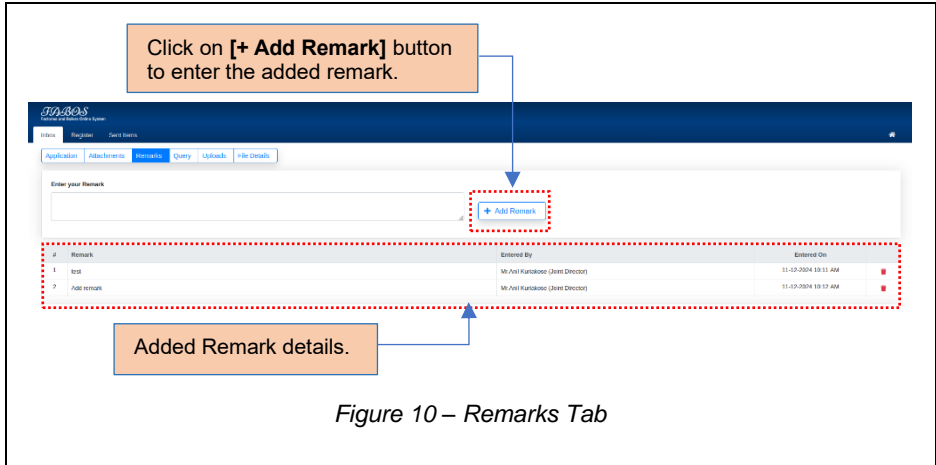 Click on [+ Add Remark] button
to enter the added remark.
FABOS
Factories and Boilers Online System
Inbox Register Sent Items
Application Attachments Remarks Query Uploads File Details
Enter your Remark
+ Add Remark
# Remark Entered By Entered On
1 test Mr.Anil Kuriakose (Joint Director) 11-12-2024 10:11 AM
2 Add remark Mr.Anil Kuriakose (Joint Director) 11-12-2024 10:12 AM
Added Remark details.
Figure 10 – Remarks Tab